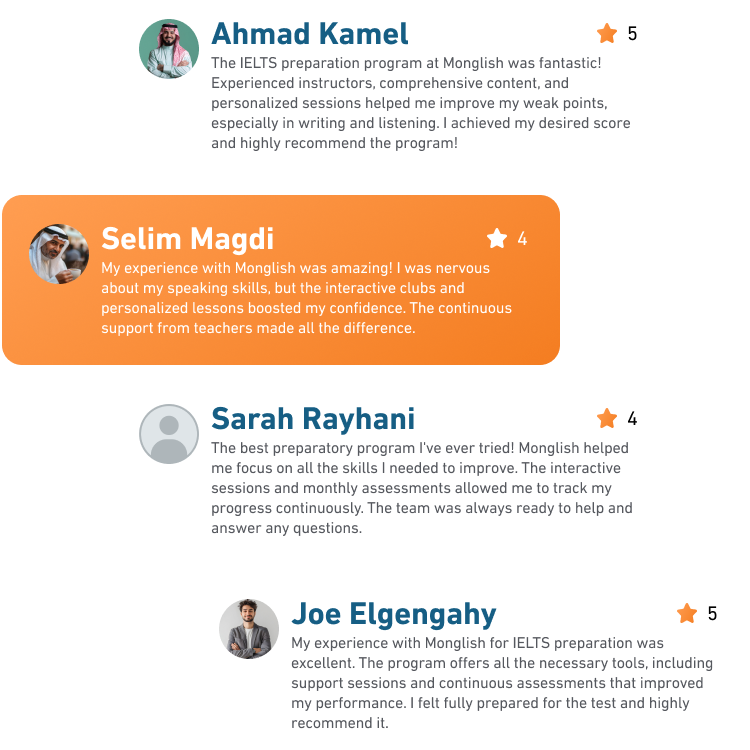 Ahmad Kamel
5
The IELTS preparation program at Monglish was fantastic!
Experienced instructors, comprehensive content, and
personalized sessions helped me improve my weak points,
especially in writing and listening. I achieved my desired score
and highly recommend the program!
Selim Magdi
4
My experience with Monglish was amazing! I was nervous
about my speaking skills, but the interactive clubs and
personalized lessons boosted my confidence. The continuous
support from teachers made all the difference.
Sarah Rayhani
4
The best preparatory program I've ever tried! Monglish helped
me focus on all the skills I needed to improve. The interactive
sessions and monthly assessments allowed me to track my
progress continuously. The team was always ready to help and
answer any questions.
Joe Elgengahy
5
My experience with Monglish for IELTS preparation was
excellent. The program offers all the necessary tools, including
support sessions and continuous assessments that improved
my performance. I felt fully prepared for the test and highly
recommend it.